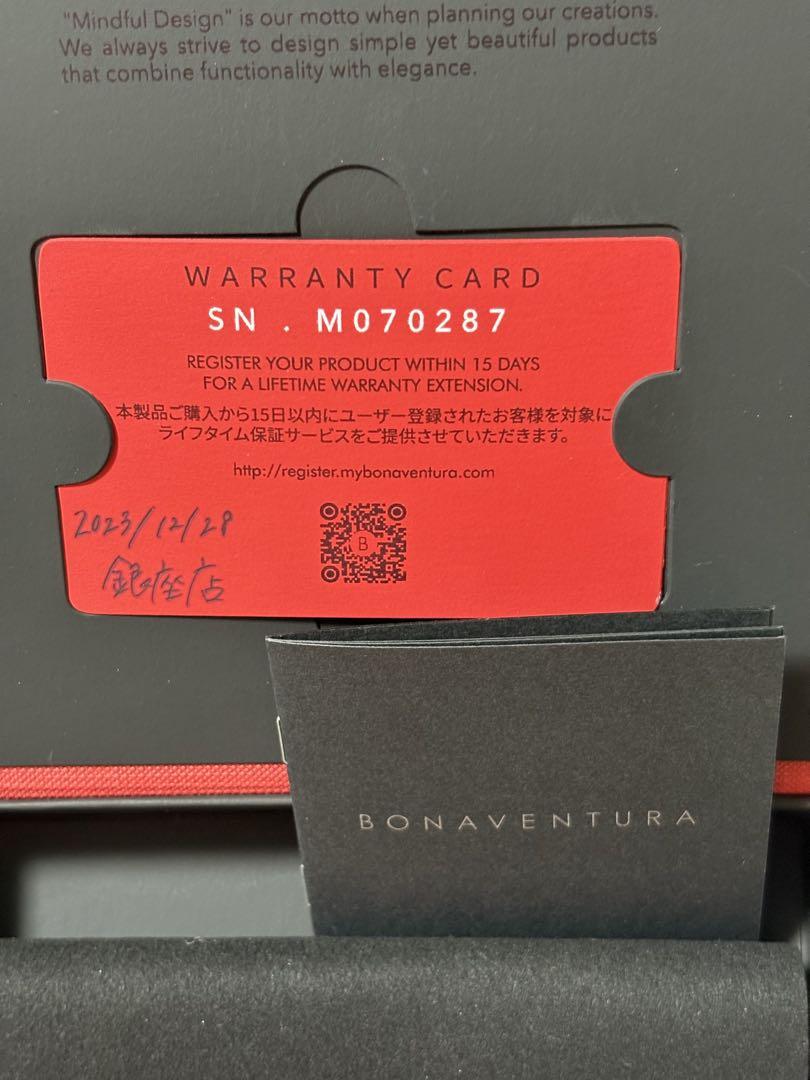 "Mindful Design" is our motto when planning our creations.
We always strive to design simple yet beautiful products
that combine functionality with elegance.
WARRANTY CARD
SN . M070287
REGISTER YOUR PRODUCT WITHIN 15 DAYS
FOR A LIFETIME WARRANTY EXTENSION.
本製品ご購入から15日以内にユーザー登録されたお客様を対象に
ライフタイム保証サービスをご提供させていただきます。
http://register.mybonaventura.com
B
2023/12/29
銀座店
BONAVENTURA